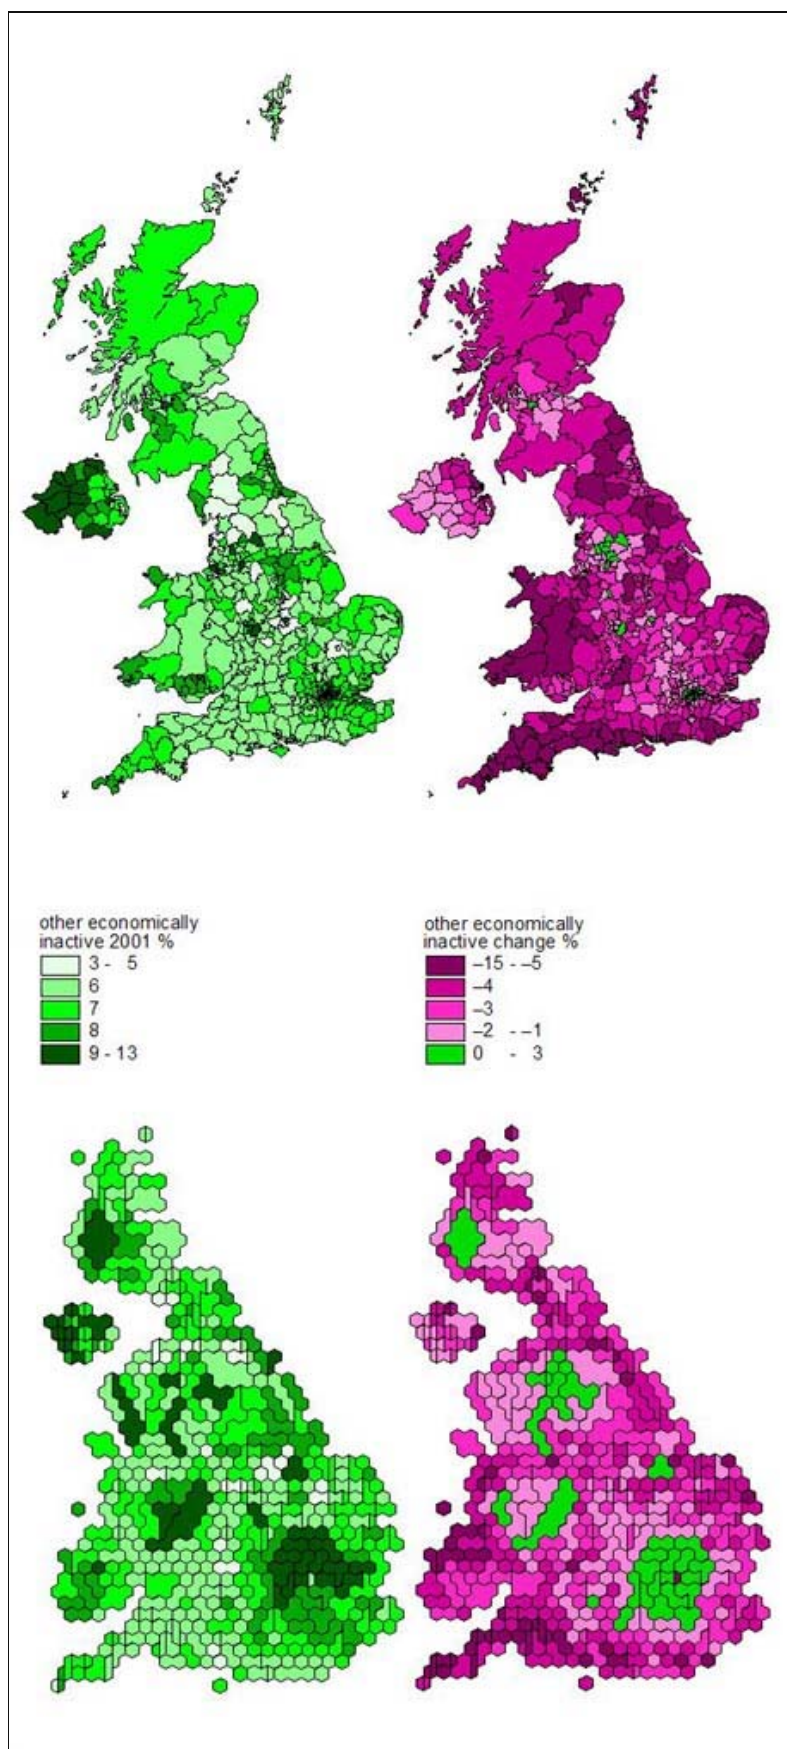 other economically
inactive 2001 %
3 - 5
6
7
8
9 - 13
other economically
inactive change %
–15 - –5
–4
–3
–2 - –1
0 - 3